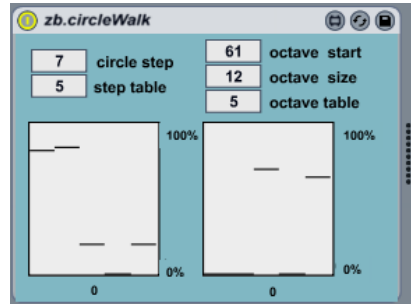 zb.circleWalk
7 circle step
5 step table
61 octave start
12 octave size
5 octave table
100%
0%
0
100%
0%
0